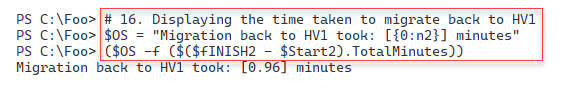 PS C:\Foo> # 16. Displaying the time taken to migrate back to HV1
PS C:\Foo> $OS = "Migration back to HV1 took: [{0:n2}] minutes"
PS C:\Foo> ($OS -f ($($fINISH2 - $Start2).TotalMinutes))
Migration back to HV1 took: [0.96] minutes